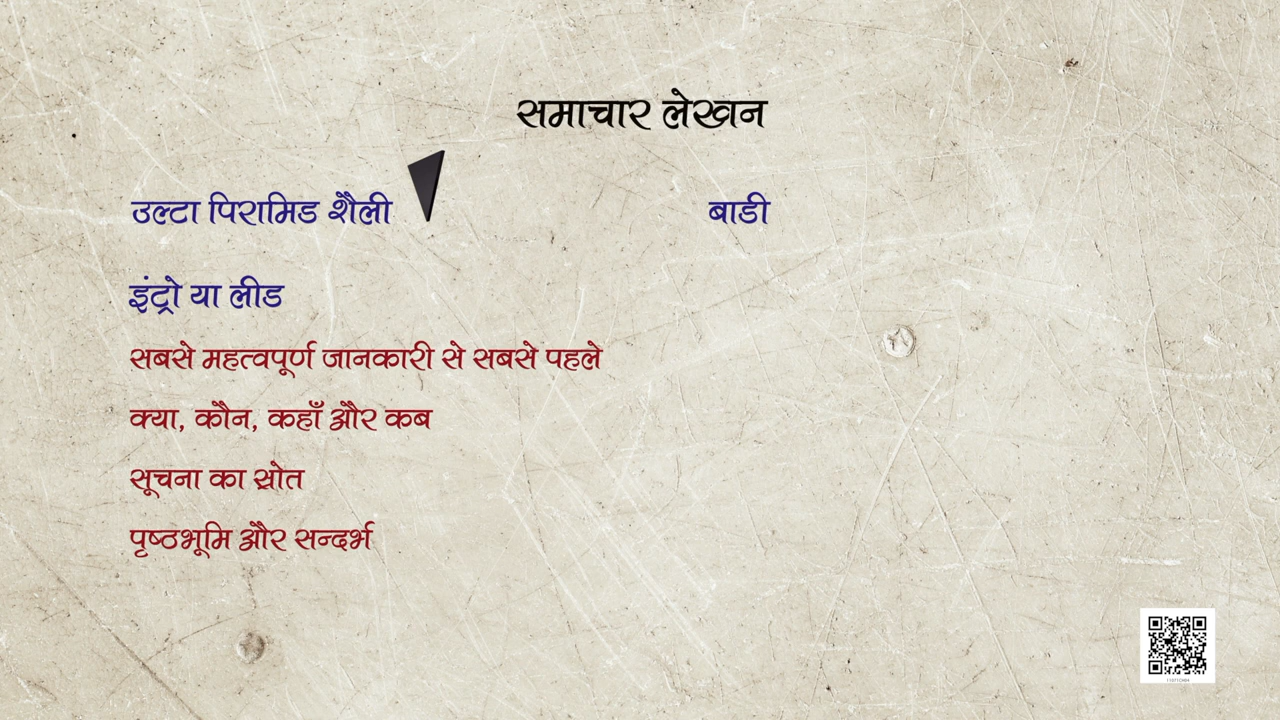 समाचार लेखन
उल्टा पिरामिड शैली
बाडी
इंट्रो या लीड
सबसे महत्वपूर्ण जानकारी से सबसे पहले
क्या, कौन, कहाँ और कब
सूचना का स्रोत
पृष्ठभूमि और सन्दर्भ